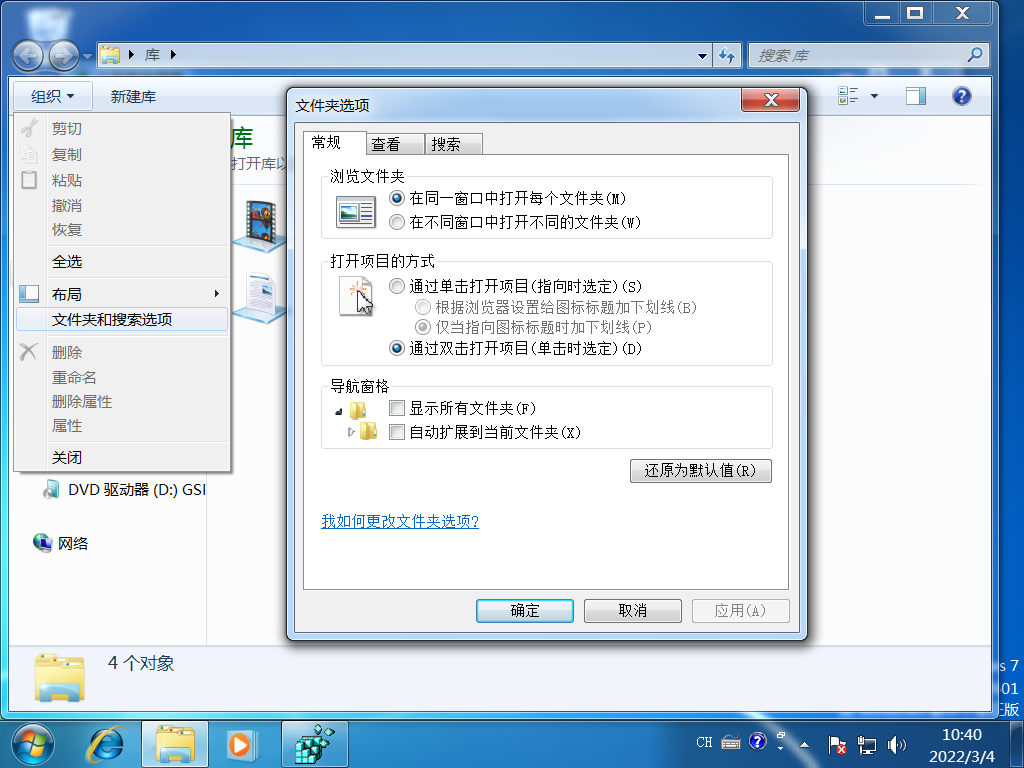 库
搜索 库
组织
新建库
剪切
复制
粘贴
撤消
恢复
全选
布局
文件夹和搜索选项
删除
重命名
删除属性
属性
关闭
库
打开库以
DVD 驱动器 (D:) GSI
网络
4 个对象
文件夹选项
常规
查看
搜索
浏览文件夹
在同一窗口中打开每个文件夹(M)
在不同窗口中打开不同的文件夹(W)
打开项目的方式
通过单击打开项目(指向时选定)(S)
根据浏览器设置给图标标题加下划线(B)
仅当指向图标标题时加下划线(P)
通过双击打开项目(单击时选定)(D)
导航窗格
显示所有文件夹(F)
自动扩展到当前文件夹(X)
还原为默认值(R)
我如何更改文件夹选项?
确定
取消
应用(A)
s 7
01
版
CH
10:40
2022/3/4